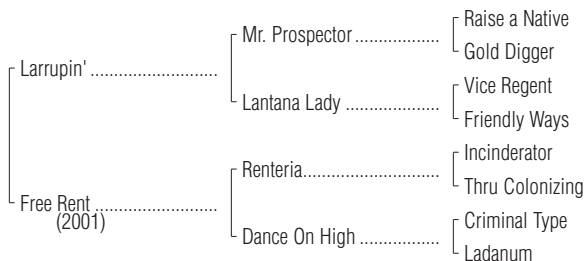 Raise a Native
Mr. Prospector ...................
Gold Digger
Larrupin' .............................
Vice Regent
Lantana Lady .....................
Friendly Ways
Incinderator
Renteria...............................
Thru Colonizing
Free Rent ............................
(2001)
Criminal Type
Dance On High ..................
Ladanum